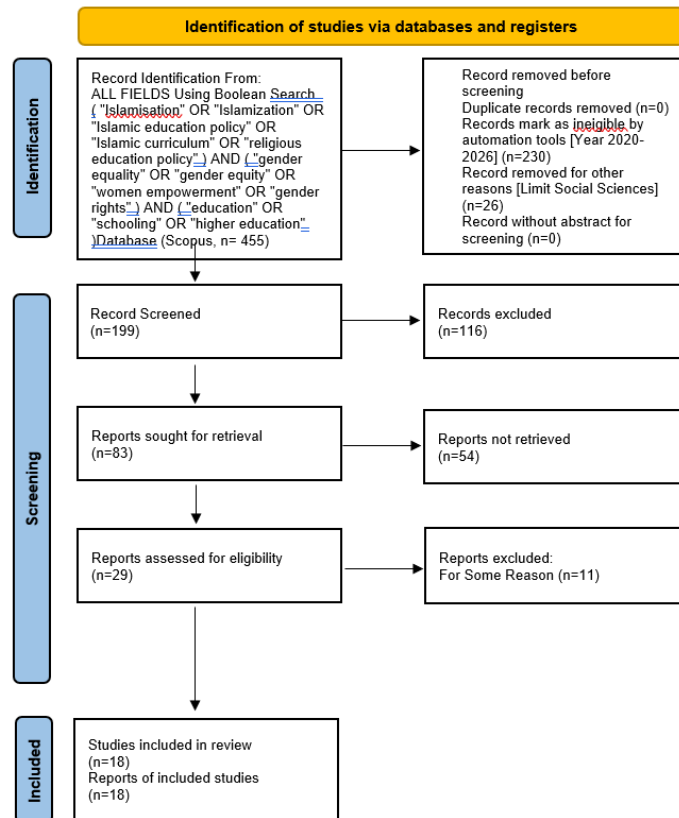 Identification of studies via databases and registers
Identification
Record Identification From:
ALL FIELDS Using Boolean Search
( "Islamisation" OR "Islamization" OR
"Islamic education policy" OR
"Islamic curriculum" OR "religious
education policy" ) AND ( "gender
equality" OR "gender equity" OR
"women empowerment" OR "gender
rights" ) AND ( "education" OR
"schooling" OR "higher education"
)Database (Scopus, n= 455)
Record removed before
screening
Duplicate records removed (n=0)
Records mark as ineigible by
automation tools [Year 2020-
2026] (n=230)
Record removed for other
reasons [Limit Social Sciences]
(n=26)
Record without abstract for
screening (n=0)
Screening
Record Screened
(n=199)
Records excluded
(n=116)
Reports sought for retrieval
(n=83)
Reports not retrieved
(n=54)
Reports assessed for eligibility
(n=29)
Reports excluded:
For Some Reason (n=11)
Included
Studies included in review
(n=18)
Reports of included studies
(n=18)